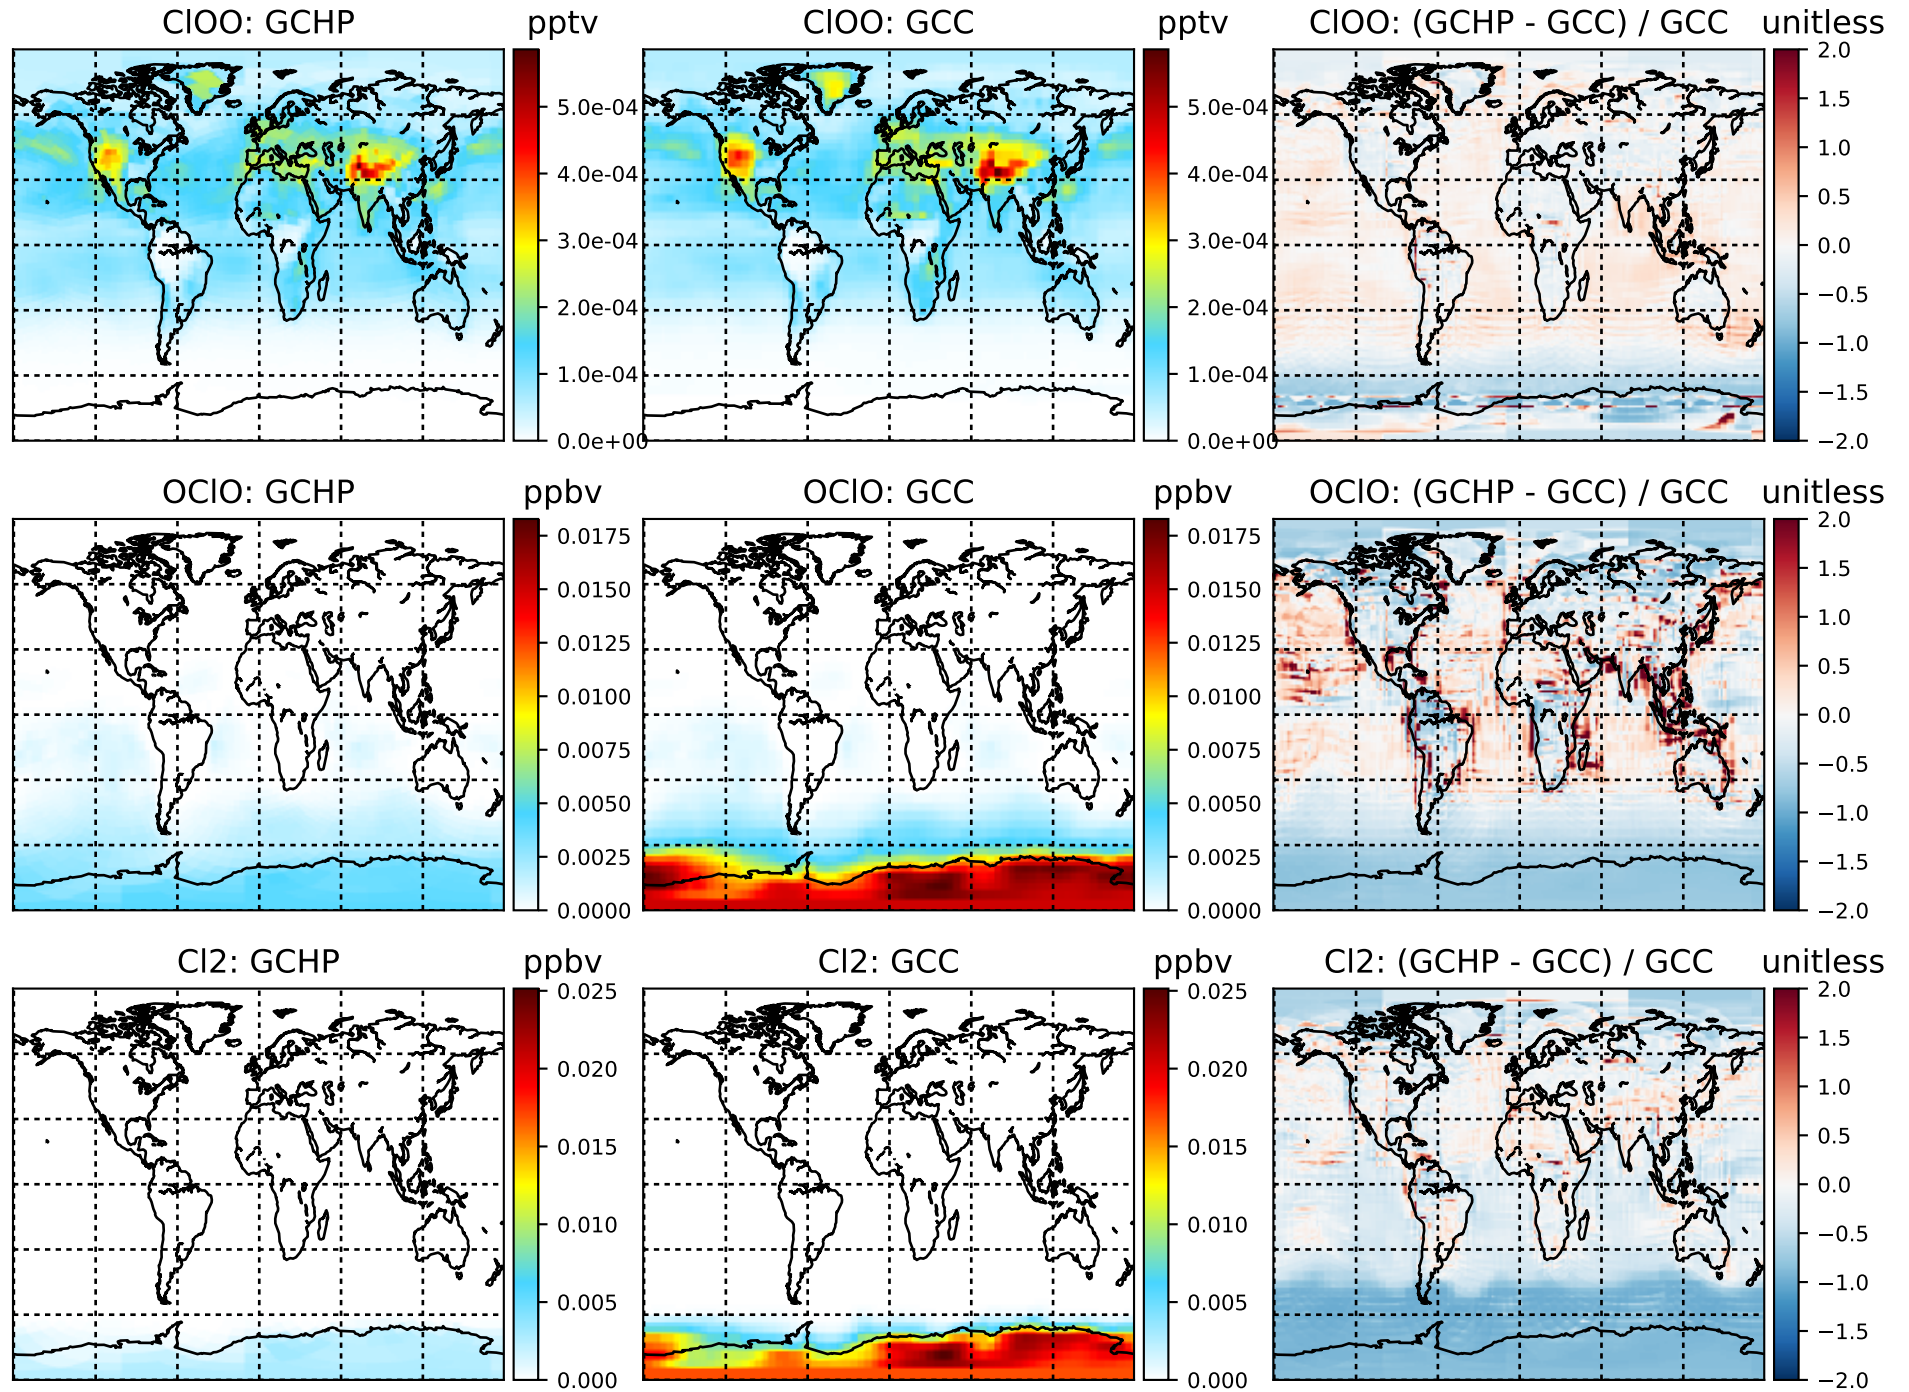 ClOO: GCHP
pptv
ClOO: GCC
pptv
ClOO: (GCHP - GCC) / GCC
unitless
5.0e-04
4.0e-04
3.0e-04
2.0e-04
1.0e-04
0.0e+00
5.0e-04
4.0e-04
3.0e-04
2.0e-04
1.0e-04
0.0e+00
2.0
1.5
1.0
0.5
0.0
−0.5
−1.0
−1.5
−2.0
OClO: GCHP
ppbv
OClO: GCC
ppbv
OClO: (GCHP - GCC) / GCC
unitless
0.0175
0.0150
0.0125
0.0100
0.0075
0.0050
0.0025
0.0000
0.0175
0.0150
0.0125
0.0100
0.0075
0.0050
0.0025
0.0000
2.0
1.5
1.0
0.5
0.0
−0.5
−1.0
−1.5
−2.0
Cl2: GCHP
ppbv
Cl2: GCC
ppbv
Cl2: (GCHP - GCC) / GCC
unitless
0.025
0.020
0.015
0.010
0.005
0.000
0.025
0.020
0.015
0.010
0.005
0.000
2.0
1.5
1.0
0.5
0.0
−0.5
−1.0
−1.5
−2.0